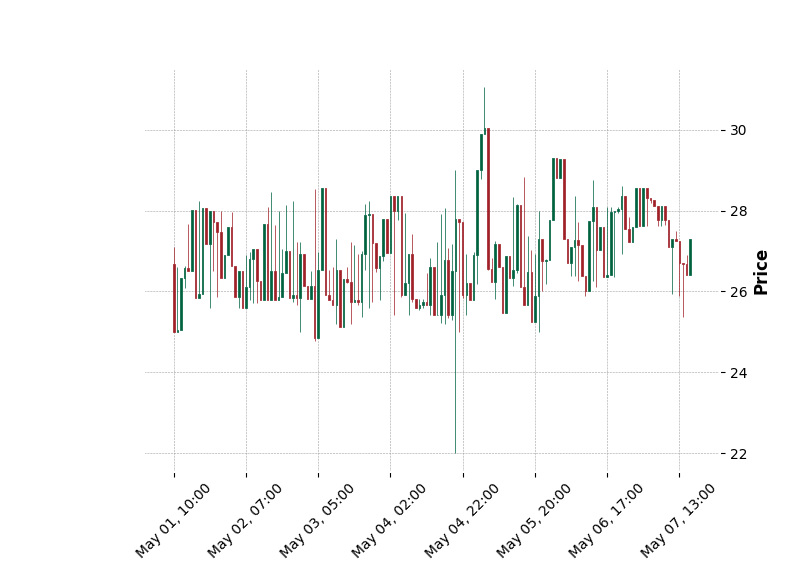 30
28
26
24
22
Price
May 01, 10:00
May 02, 07:00
May 03, 05:00
May 04, 02:00
May 04, 22:00
May 05, 20:00
May 06, 17:00
May 07, 13:00